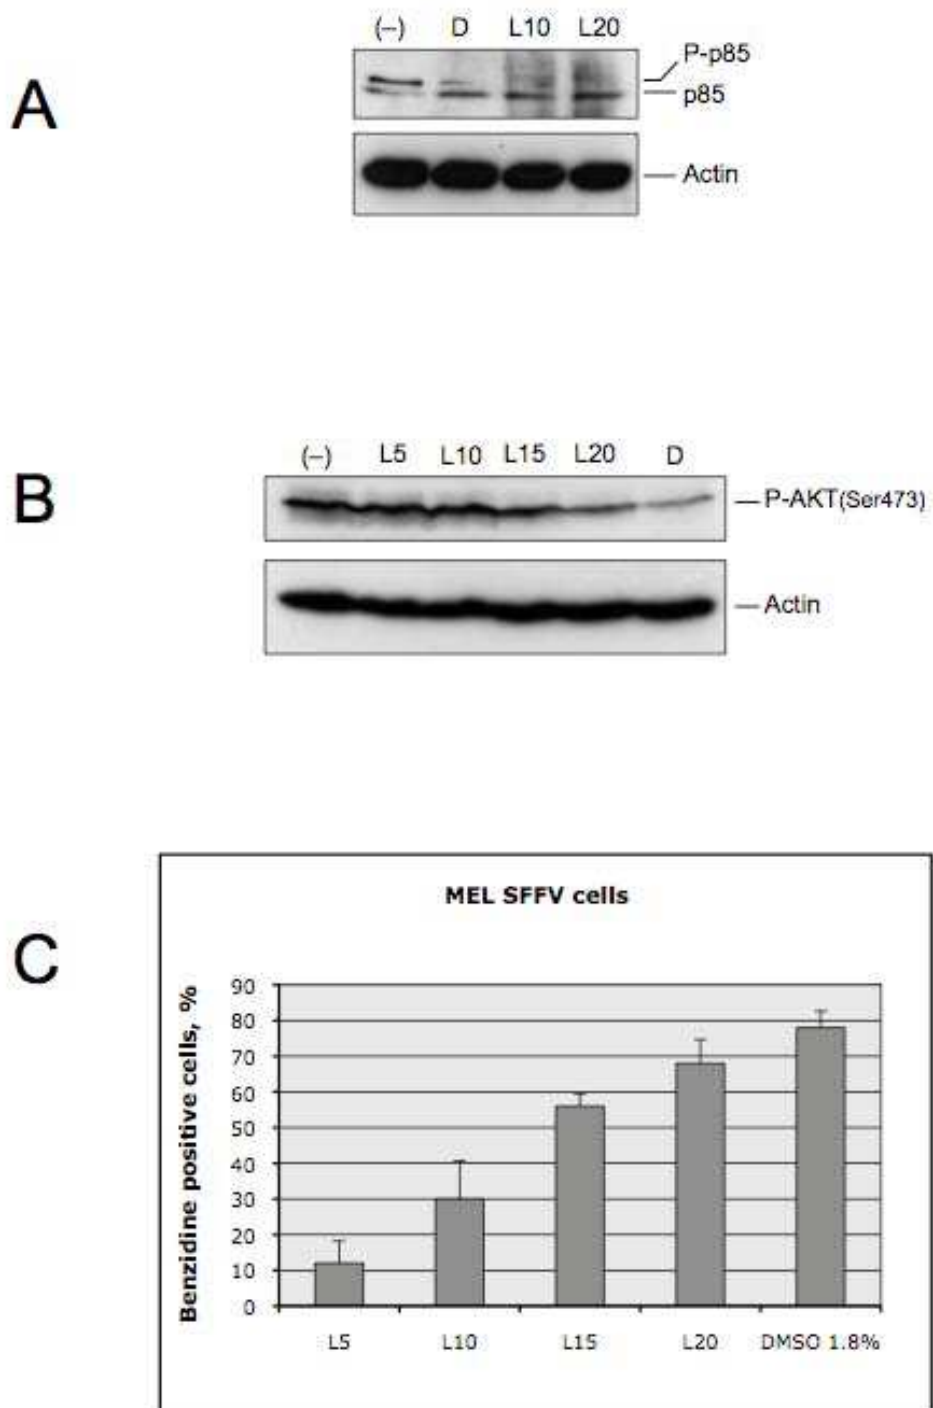 A
(–) D L10 L20
P-p85
p85
Actin
B
(–) L5 L10 L15 L20 D
P-AKT(Ser473)
Actin
C
MEL SFFV cells
Benzidine positive cells, %
90
80
70
60
50
40
30
20
10
0
L5 L10 L15 L20 DMSO 1.8%